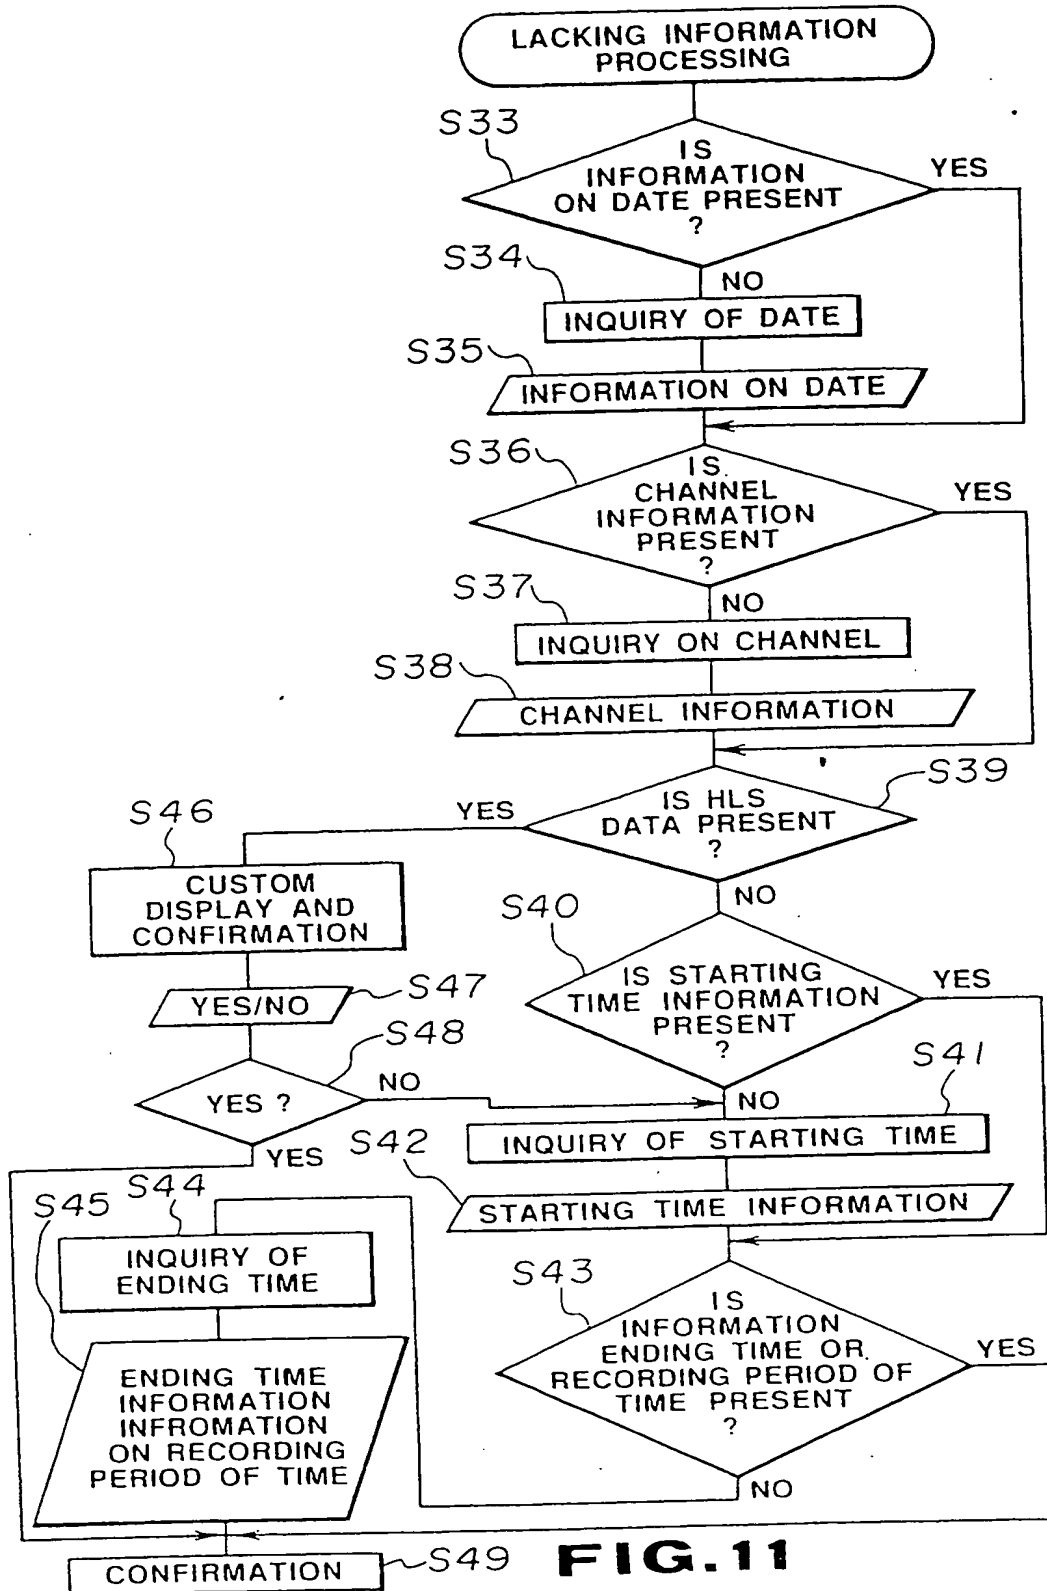 LACKING INFORMATION
PROCESSING
S33
IS
INFORMATION
ON DATE PRESENT
?
YES
NO
S34
INQUIRY OF DATE
S35
INFORMATION ON DATE
S36
IS.
CHANNEL
INFORMATION
PRESENT
?
YES
NO
S37
INQUIRY ON CHANNEL
S38
CHANNEL INFORMATION
S39
IS HLS
DATA PRESENT
?
YES
NO
S46
CUSTOM
DISPLAY AND
CONFIRMATION
S47
YES/NO
S48
YES ?
NO
YES
S40
IS STARTING
TIME INFORMATION
PRESENT
?
YES
NO
S41
INQUIRY OF STARTING TIME
S42
STARTING TIME INFORMATION
S43
IS
INFORMATION
ENDING TIME OR
RECORDING PERIOD OF
TIME PRESENT
?
YES
NO
S44
INQUIRY OF
ENDING TIME
S45
ENDING TIME
INFORMATION
INFROMATION
ON RECORDING
PERIOD OF TIME
S49
CONFIRMATION
FIG.11